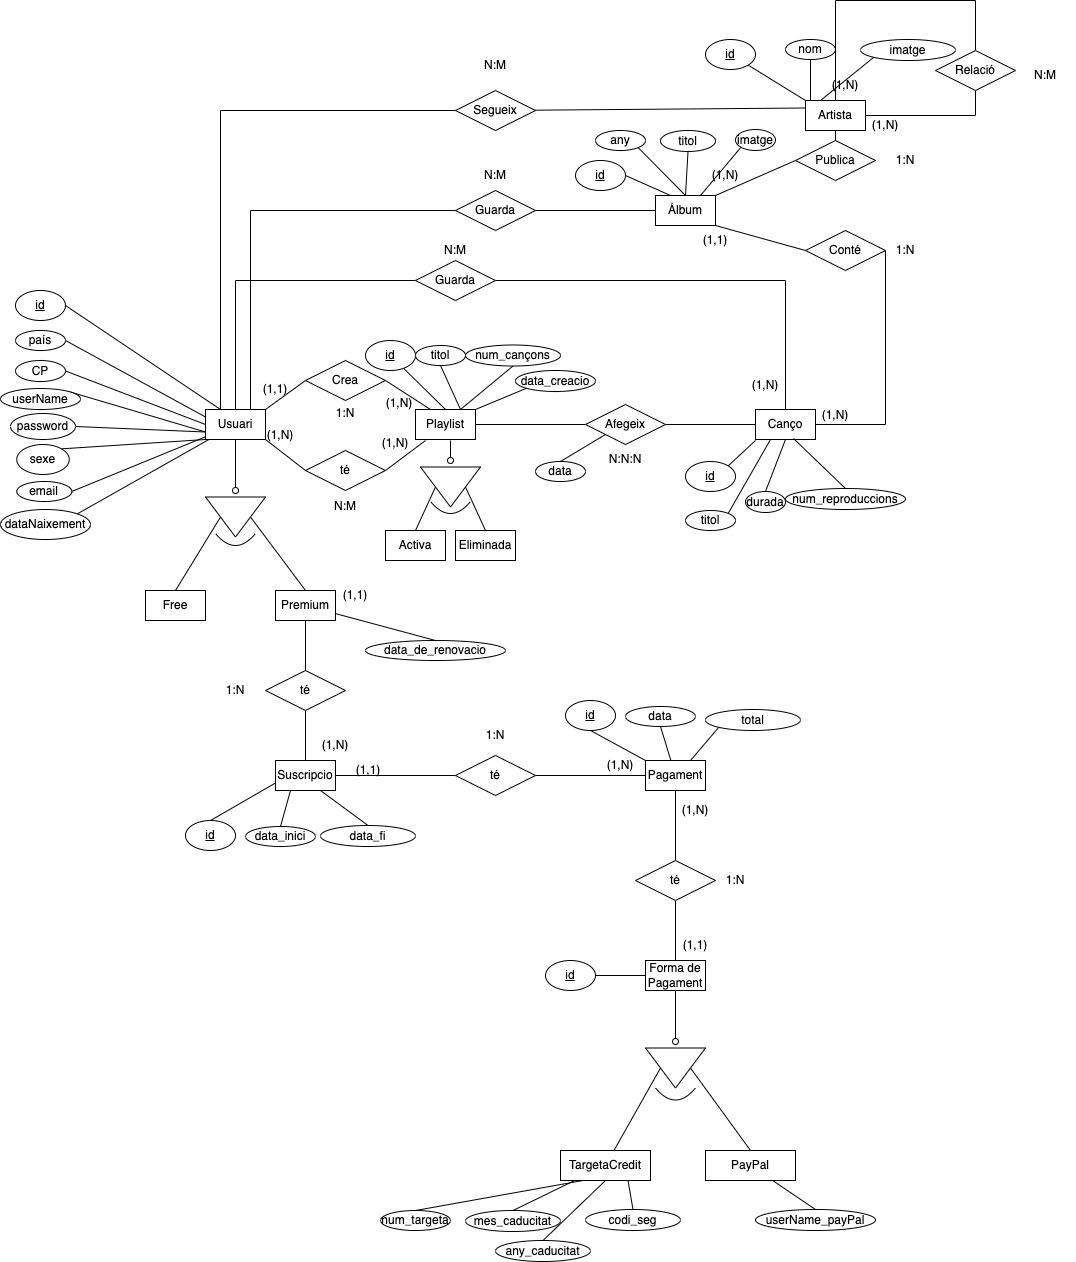 N:M
id
nom
imatge
Relació
N:M
(1,N)
Segueix
Artista
(1,N)
any
titol
imatge
Publica
1:N
id
N:M
(1,N)
Guarda
Álbum
(1,1)
Conté
1:N
N:M
Guarda
id
país
CP
userName
password
sexe
email
dataNaixement
Usuari
(1,1)
Crea
1:N
(1,N)
(1,N)
té
N:M
(1,N)
id
titol
num_cançons
data_creacio
Playlist
Afegeix
data
N:N:N
(1,N)
(1,N)
Canço
id
titol
durada
num_reproduccions
Activa
Eliminada
Free
Premium
(1,1)
data_de_renovacio
1:N
té
(1,N)
Suscripcio
(1,1)
id
data_inici
data_fi
1:N
té
(1,N)
id
data
total
Pagament
(1,N)
té
1:N
(1,1)
id
Forma de
Pagament
TargetaCredit
PayPal
num_targeta
mes_caducitat
codi_seg
any_caducitat
userName_payPal